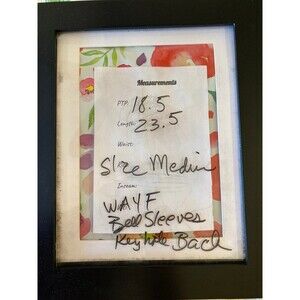 Measurements
PTP: 18.5
Length: 23.5
Waist:
Size Medium
Inseam:
WAYF
Bell Sleeves
Keyhole Back